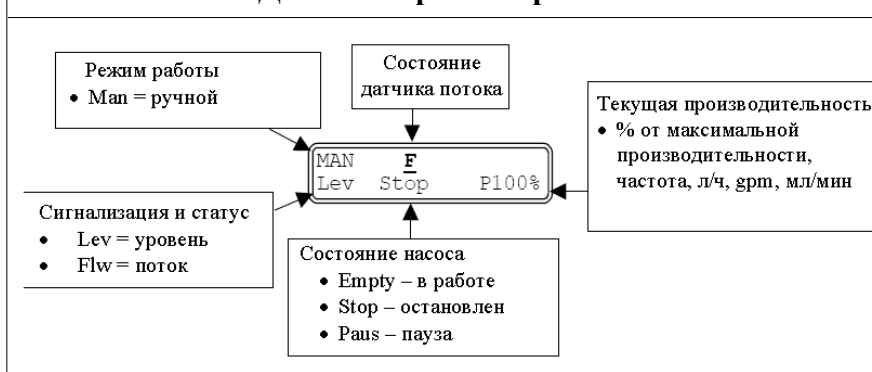 Режим работы
• Man = ручной
Состояние
датчика потока
Текущая производительность
• % от максимальной
производительности,
частота, л/ч, gpm, мл/мин
MAN F
Lev Stop P100%
Сигнализация и статус
• Lev = уровень
• Flw = поток
Состояние насоса
• Empty – в работе
• Stop – остановлен
• Paus – пауза